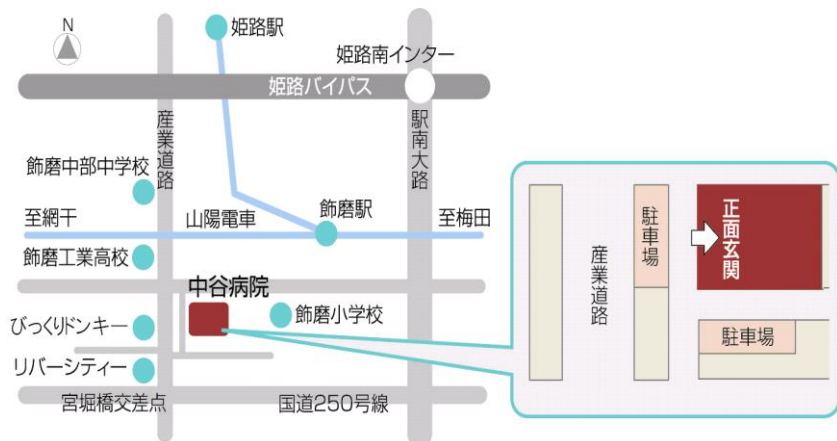 N
姫路駅
姫路南インター
姫路バイパス
産業道路
駅南大路
飾磨中部中学校
至網干
山陽電車
飾磨駅
至梅田
飾磨工業高校
中谷病院
飾磨小学校
びっくりドンキー
リバーシティー
宮堀橋交差点
国道250号線
産業道路
駐車場
正面玄関
駐車場